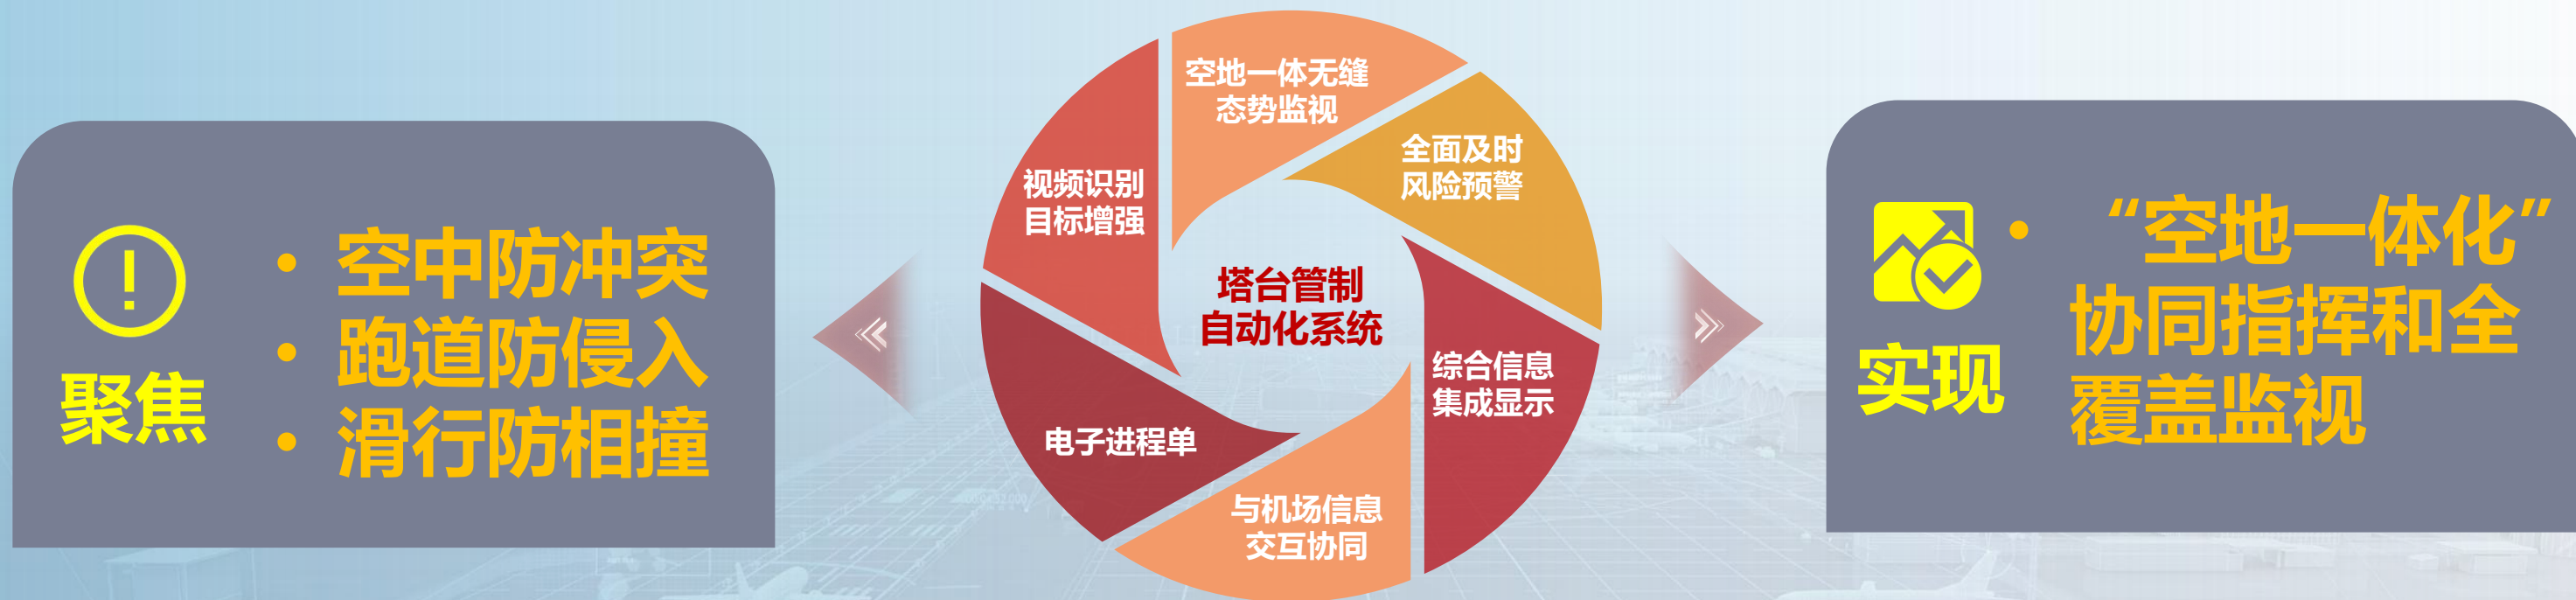 聚焦
• 空中防冲突
• 跑道防侵入
• 滑行防相撞
空地一体无缝
态势监视
全面及时
风险预警
综合信息
集成显示
与机场信息
交互协同
电子进程单
视频识别
目标增强
塔台管制
自动化系统
实现
• “空地一体化”
协同指挥和全
覆盖监视